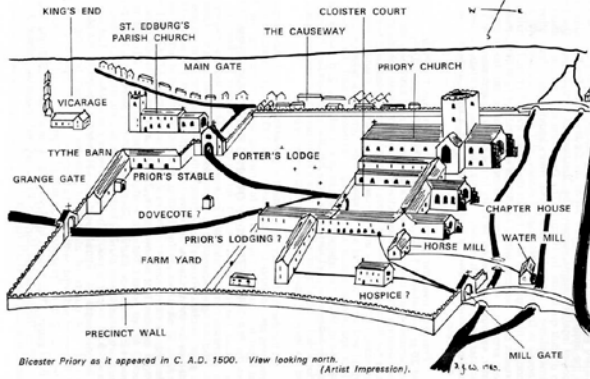 KING'S END
ST. EDBURG'S
PARISH CHURCH
MAIN GATE
THE CAUSEWAY
CLOISTER COURT
PRIORY CHURCH
W E
VICARAGE
TYTHE BARN
PRIOR'S STABLE
PORTER'S LODGE
GRANGE GATE
DOVECOTE ?
CHAPTER HOUSE
PRIOR'S LODGING ?
HORSE MILL
WATER MILL
FARM YARD
HOSPICE ?
PRECINCT WALL
MILL GATE
Bicester Priory as it appeared in C. A.D. 1500. View looking north.
(Artist Impression).